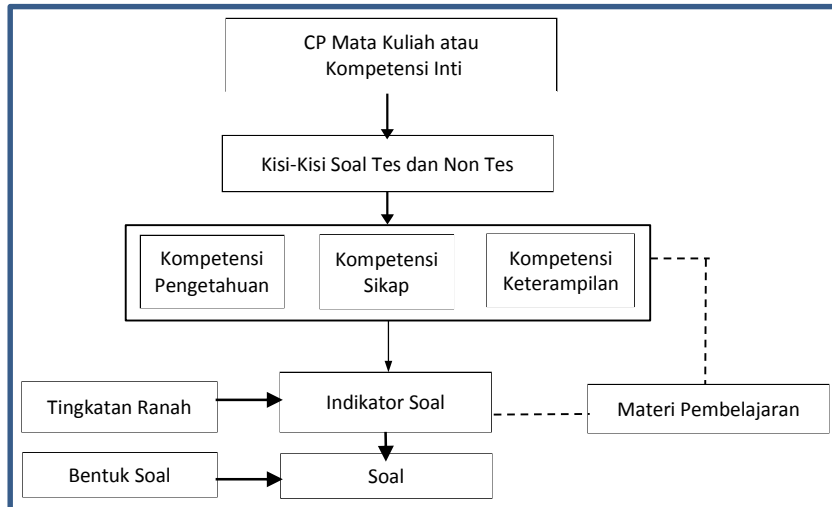 CP Mata Kuliah atau
Kompetensi Inti
Kisi-Kisi Soal Tes dan Non Tes
Kompetensi
Pengetahuan
Kompetensi
Sikap
Kompetensi
Keterampilan
Tingkatan Ranah
Indikator Soal
Materi Pembelajaran
Bentuk Soal
Soal